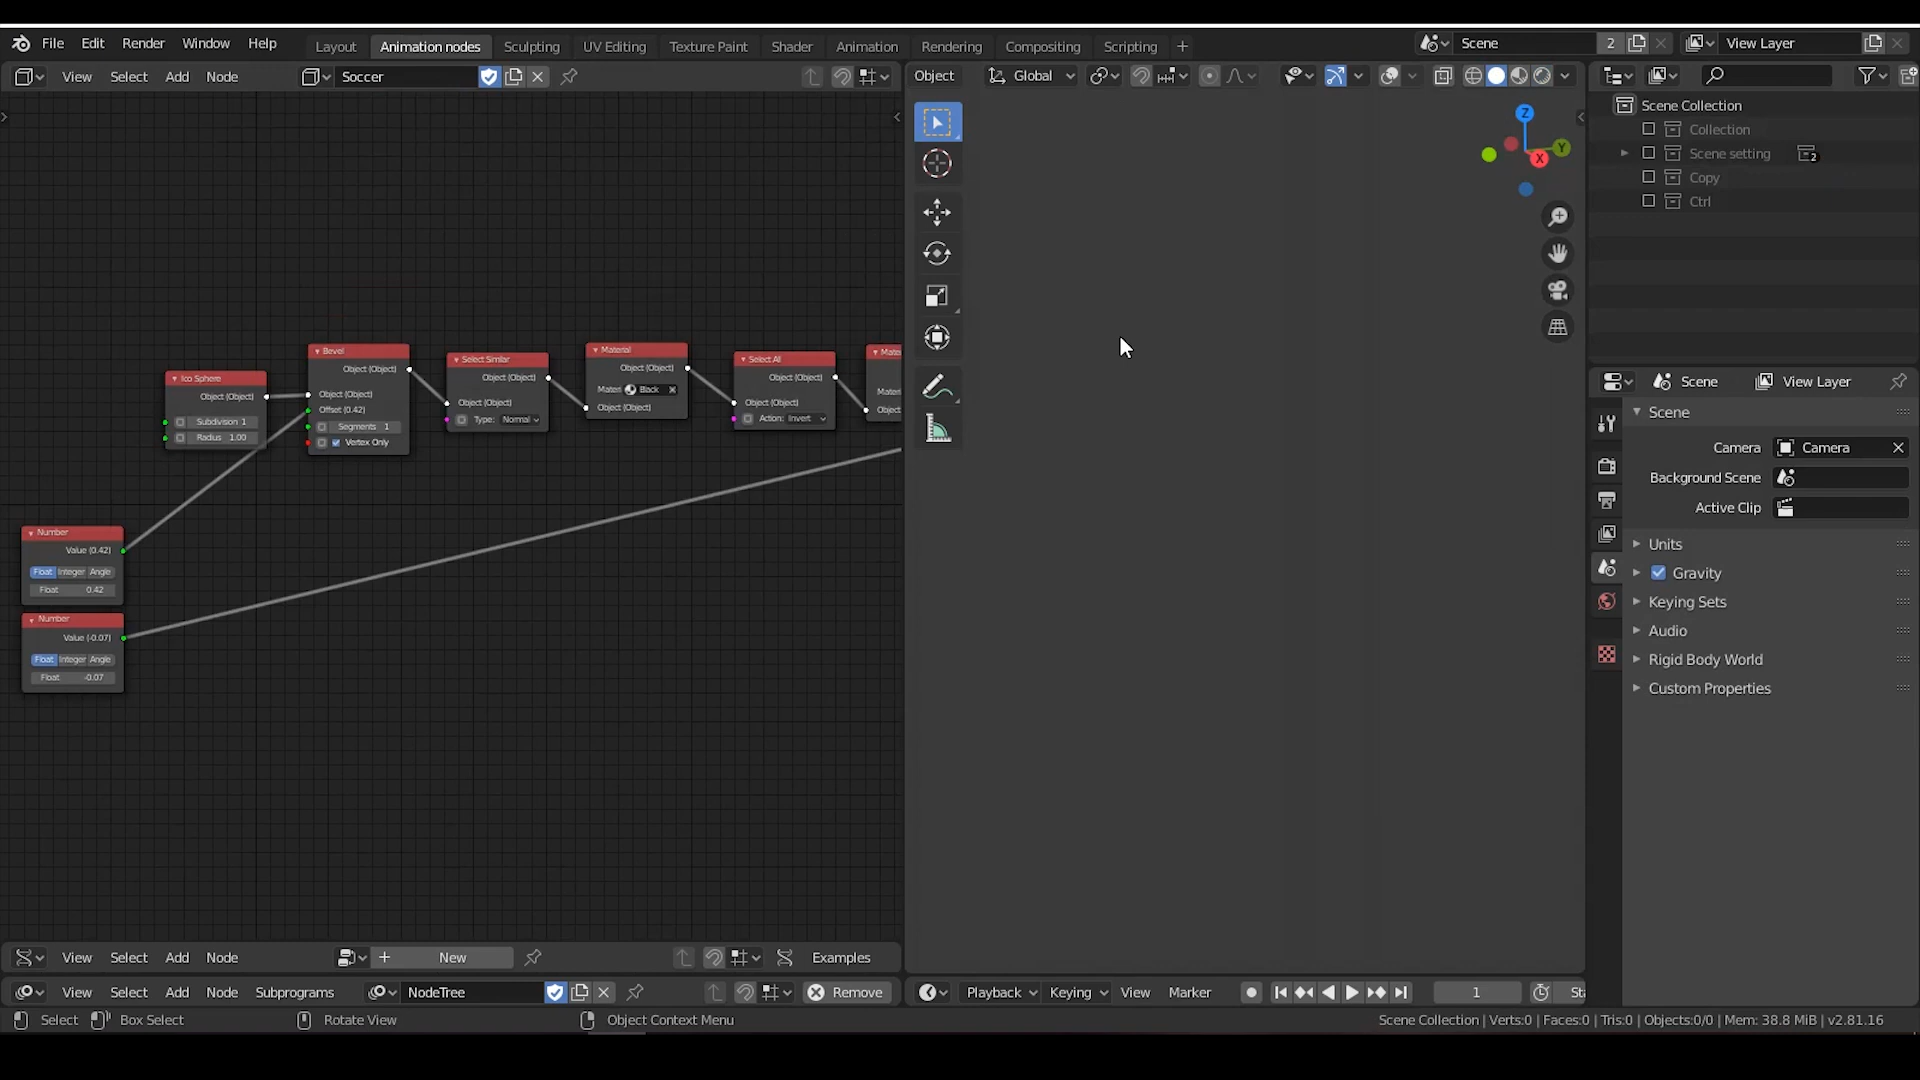 File Edit Render Window Help
Layout Animation nodes Sculpting UV Editing Texture Paint Shader Animation Rendering Compositing Scripting
Scene 2 View Layer
View Select Add Node Soccer
Object Global
Z
Y
X
Scene Collection
Collection
Scene setting 2
Copy
Ctrl
Ico Sphere
Object (Object)
Subdivision 1
Radius 1.00
Bevel
Object (Object)
Object (Object)
Offset (0.42)
Segments 1
Vertex Only
Select Similar
Object (Object)
Object (Object)
Type: Normal
Material
Object (Object)
Materi Black
Object (Object)
Select All
Object (Object)
Object (Object)
Action: Invert
Mate
Materi
Object
Number
Value (0.42)
Float Integer Angle
Float 0.42
Number
Value (-0.07)
Float Integer Angle
Float -0.07
Scene View Layer
Scene
Camera Camera
Background Scene
Active Clip
Units
Gravity
Keying Sets
Audio
Rigid Body World
Custom Properties
View Select Add Node New Examples
View Select Add Node Subprograms NodeTree Remove
Playback Keying View Marker 1 Sta
Select Box Select Rotate View Object Context Menu
Scene Collection | Verts:0 | Faces:0 | Tris:0 | Objects:0/0 | Mem: 38.8 MiB | v2.81.16